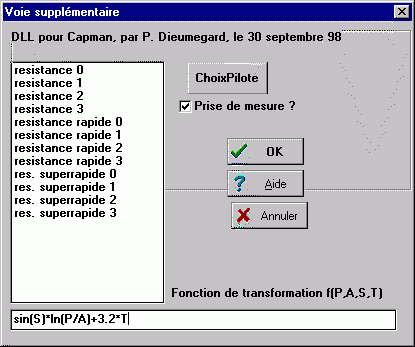 Voie supplémentaire
DLL pour Capman, par P. Dieumegard, le 30 septembre 98
resistance 0
resistance 1
resistance 2
resistance 3
resistance rapide 0
resistance rapide 1
resistance rapide 2
resistance rapide 3
res. superrapide 0
res. superrapide 1
res. superrapide 2
res. superrapide 3
ChoixPilote
Prise de mesure ?
OK
Aide
Annuler
Fonction de transformation f(P,A,S,T)
sin(S)*ln(P/A)+3.2*T